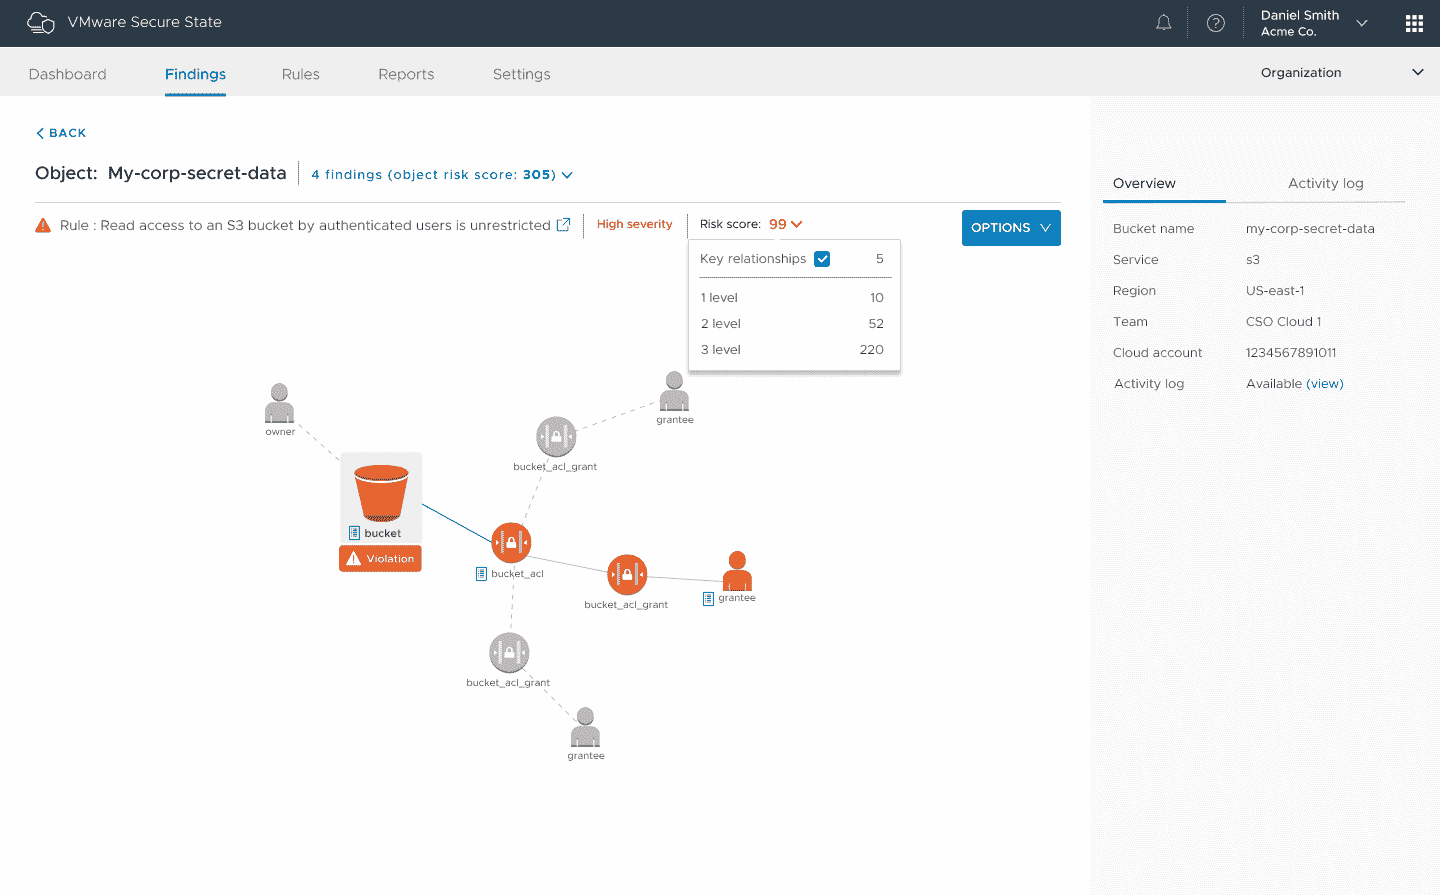 VMware Secure State
Daniel Smith
Acme Co.
Dashboard Findings Rules Reports Settings
Organization
BACK
Object: My-corp-secret-data
4 findings (object risk score: 305)
Rule : Read access to an S3 bucket by authenticated users is unrestricted
High severity
Risk score: 99
OPTIONS
Key relationships 5
1 level 10
2 level 52
3 level 220
owner
grantee
bucket_acl_grant
bucket
Violation
bucket_acl
bucket_acl_grant
grantee
bucket_acl_grant
grantee
Overview Activity log
Bucket name my-corp-secret-data
Service s3
Region US-east-1
Team CSO Cloud 1
Cloud account 1234567891011
Activity log Available (view)